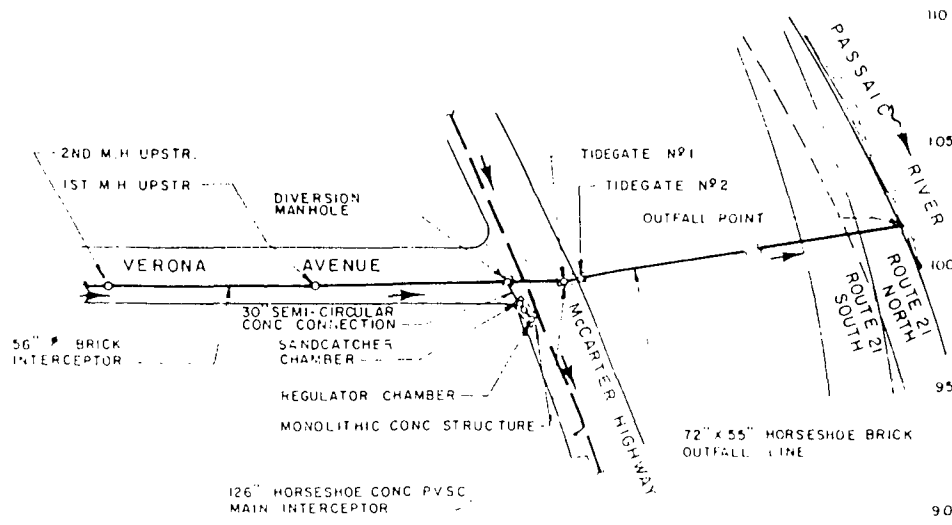 110
PASSAIC
RIVER
105
2ND M.H UPSTR.
TIDEGATE Nº1
1ST M.H UPSTR
TIDEGATE Nº2
DIVERSION
MANHOLE
OUTFALL POINT
VERONA AVENUE
100
30" SEMI-CIRCULAR
CONC CONNECTION
56" BRICK
INTERCEPTOR
SANDCATCHER
CHAMBER
McCARTER HIGHWAY
ROUTE 21
SOUTH
ROUTE 21
NORTH
REGULATOR CHAMBER
95
MONOLITHIC CONC STRUCTURE
72" x 55" HORSESHOE BRICK
OUTFALL LINE
126" HORSESHOE CONC PVSC
MAIN INTERCEPTOR
90